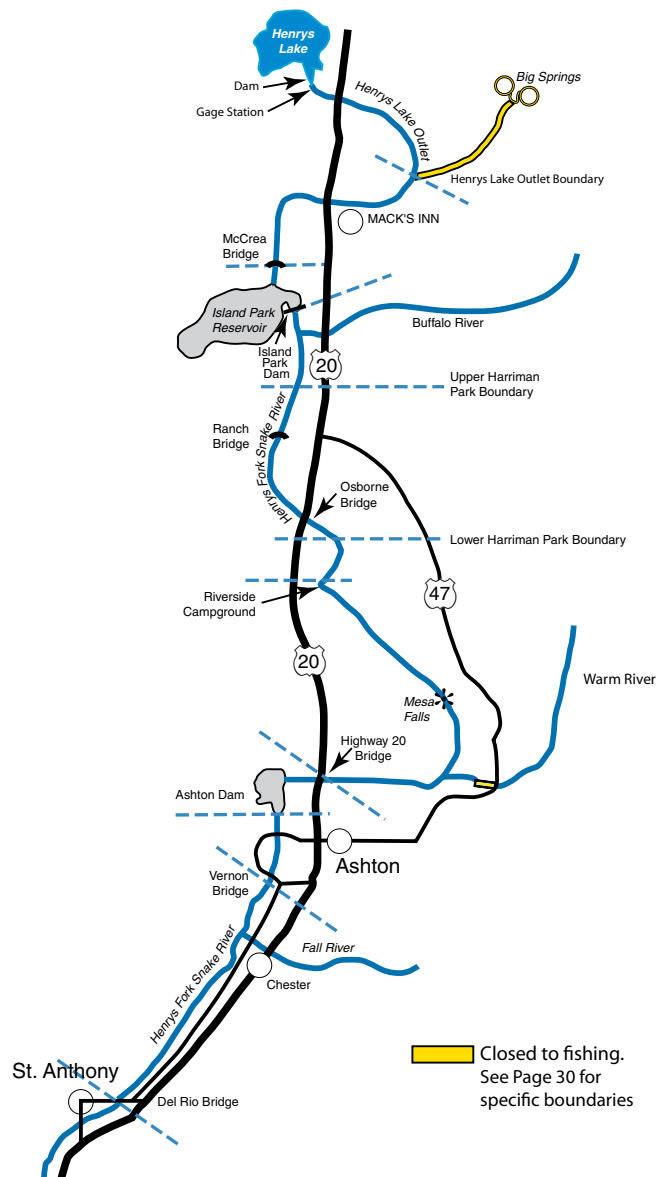 Henrys
Lake
Big Springs
Dam
Gage Station
Henrys Lake Outlet
Henrys Lake Outlet Boundary
MACK'S INN
McCrea
Bridge
Island Park
Reservoir
Buffalo River
Island
Park
Dam
20
Upper Harriman
Park Boundary
Ranch
Bridge
Henrys Fork Snake River
Osborne
Bridge
Lower Harriman Park Boundary
Riverside
Campground
47
20
Warm River
Mesa
Falls
Highway 20
Bridge
Ashton Dam
Ashton
Vernon
Bridge
Henrys Fork Snake River
Fall River
Chester
Closed to fishing.
See Page 30 for
specific boundaries
St. Anthony
Del Rio Bridge